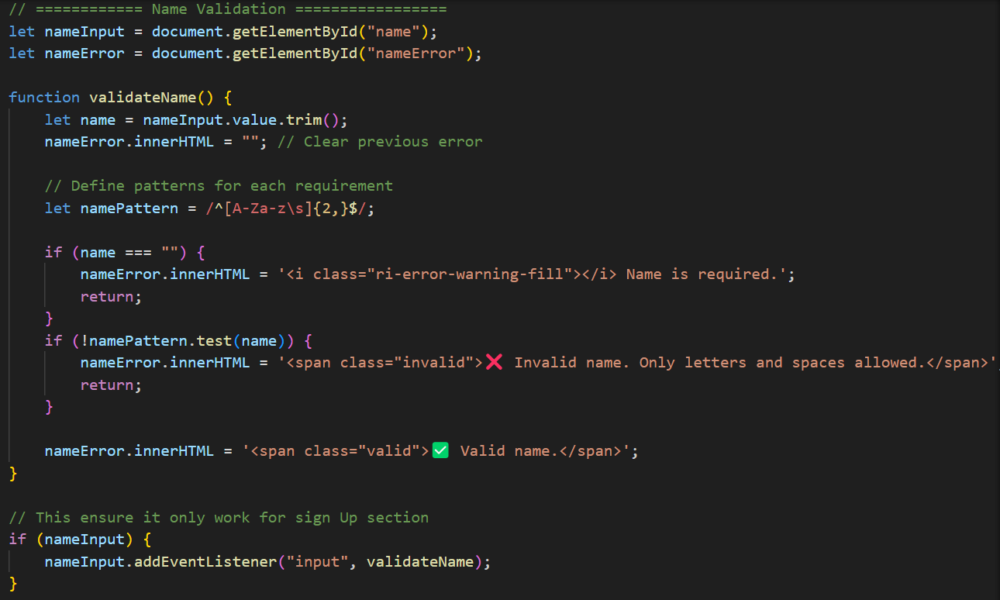 // ============ Name Validation =================
let nameInput = document.getElementById("name");
let nameError = document.getElementById("nameError");
function validateName() {
let name = nameInput.value.trim();
nameError.innerHTML = ""; // Clear previous error
// Define patterns for each requirement
let namePattern = /^[A-Za-z\s]{2,}$/;
if (name === "") {
nameError.innerHTML = '<i class="ri-error-warning-fill"></i> Name is required.';
return;
}
if (!namePattern.test(name)) {
nameError.innerHTML = '<span class="invalid">❌ Invalid name. Only letters and spaces allowed.</span>';
return;
}
nameError.innerHTML = '<span class="valid">✅ Valid name.</span>';
}
// This ensure it only work for sign Up section
if (nameInput) {
nameInput.addEventListener("input", validateName);
}